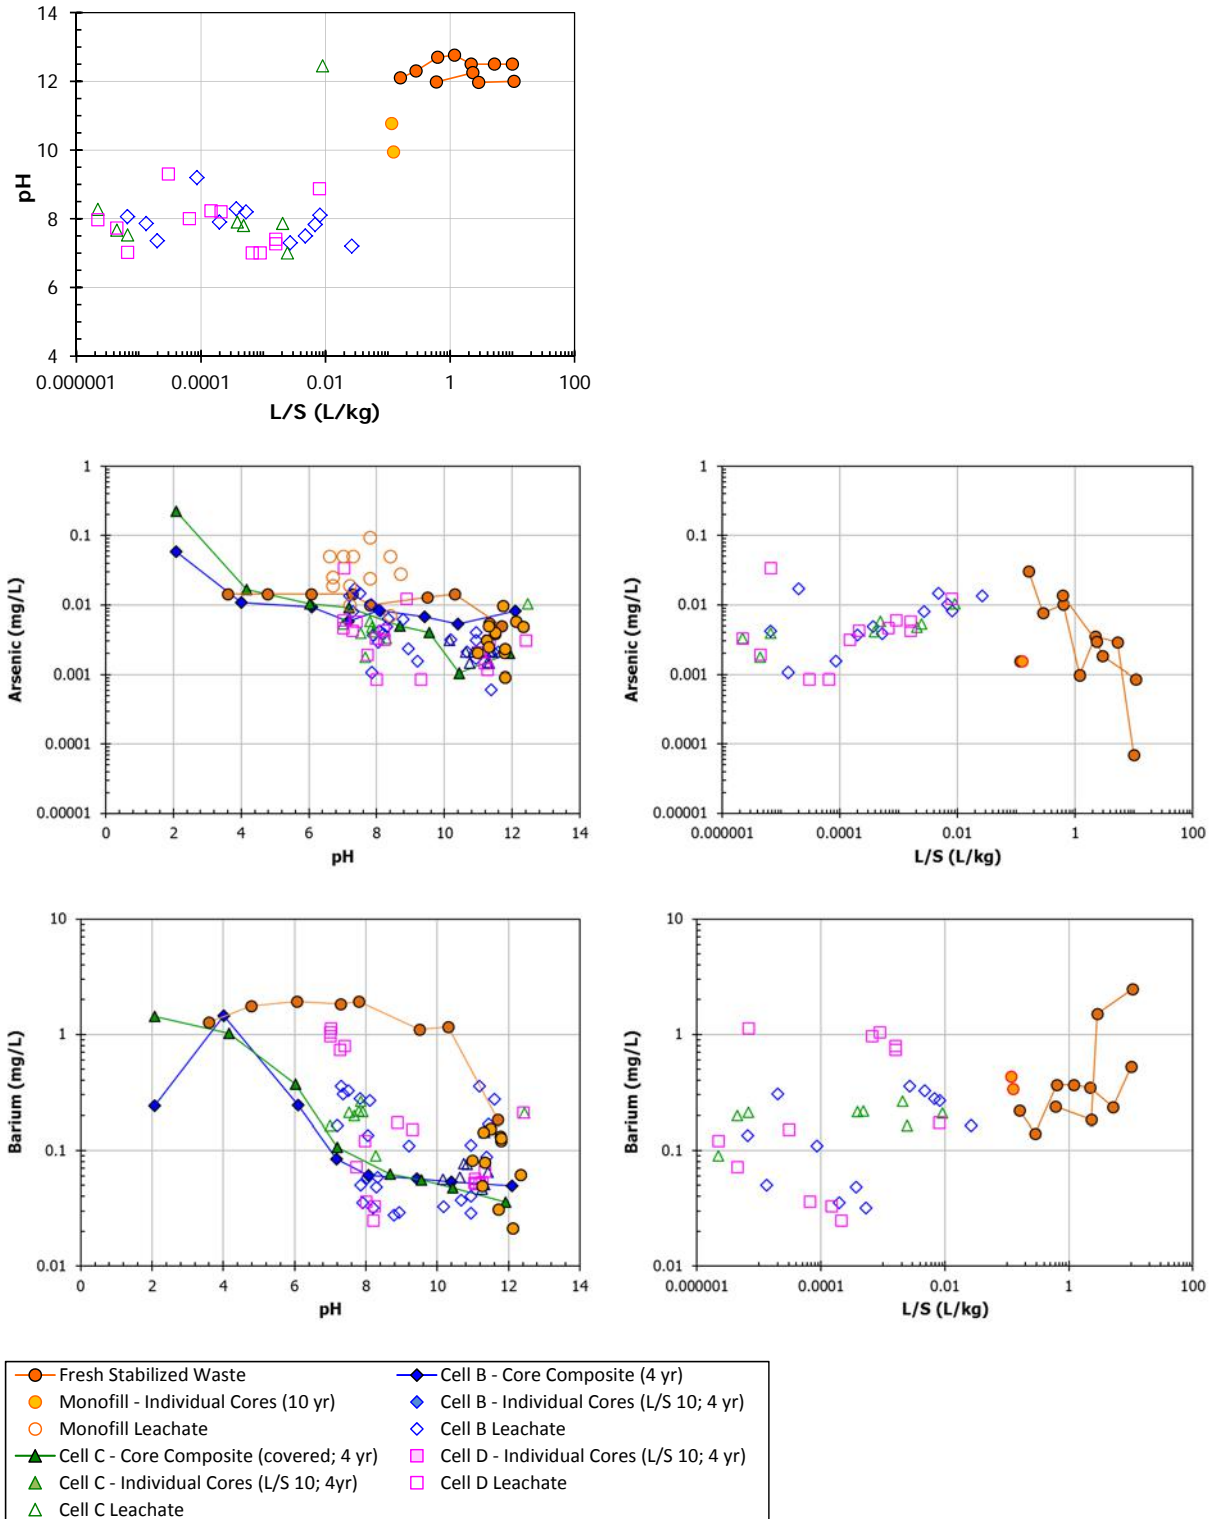 14
12
10
8
6
4
pH
0.000001 0.0001 0.01 1 100
L/S (L/kg)
1
0.1
0.01
0.001
0.0001
0.00001
Arsenic (mg/L)
0 2 4 6 8 10 12 14
pH
1
0.1
0.01
0.001
0.0001
0.00001
Arsenic (mg/L)
0.000001 0.0001 0.01 1 100
L/S (L/kg)
10
1
0.1
0.01
Barium (mg/L)
0 2 4 6 8 10 12 14
pH
10
1
0.1
0.01
Barium (mg/L)
0.000001 0.0001 0.01 1 100
L/S (L/kg)
Fresh Stabilized Waste
Monofill - Individual Cores (10 yr)
Monofill Leachate
Cell C - Core Composite (covered; 4 yr)
Cell C - Individual Cores (L/S 10; 4yr)
Cell C Leachate
Cell B - Core Composite (4 yr)
Cell B - Individual Cores (L/S 10; 4 yr)
Cell B Leachate
Cell D - Individual Cores (L/S 10; 4 yr)
Cell D Leachate